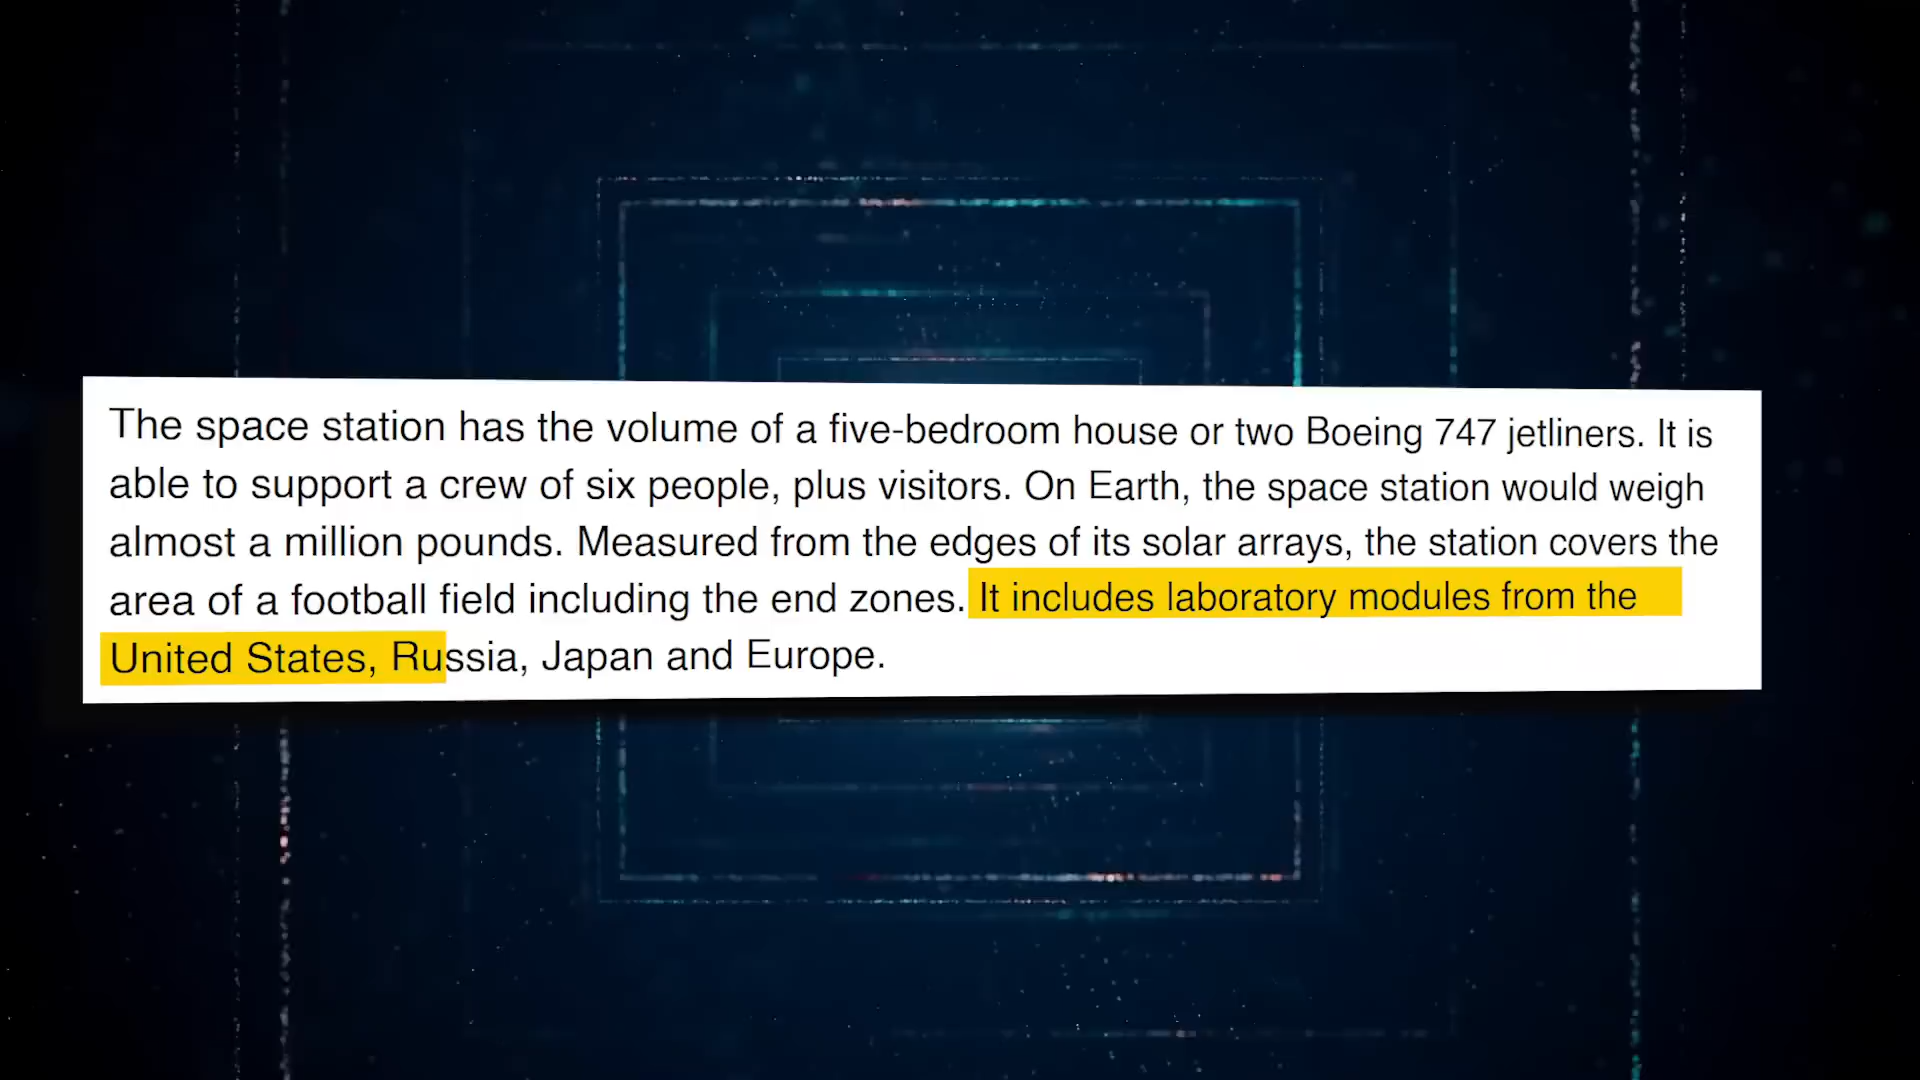 The space station has the volume of a five-bedroom house or two Boeing 747 jetliners. It is
able to support a crew of six people, plus visitors. On Earth, the space station would weigh
almost a million pounds. Measured from the edges of its solar arrays, the station covers the
area of a football field including the end zones. It includes laboratory modules from the
United States, Russia, Japan and Europe.